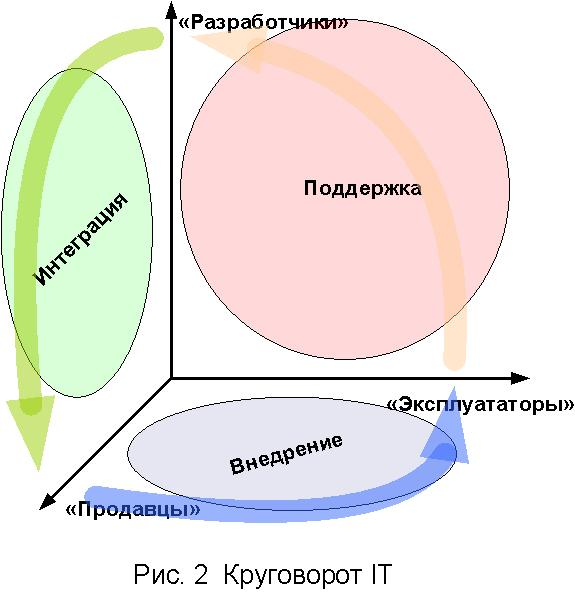 «Разработчики»
Поддержка
Интеграция
«Эксплуататоры»
Внедрение
«Продавцы»
Рис. 2 Круговорот IT